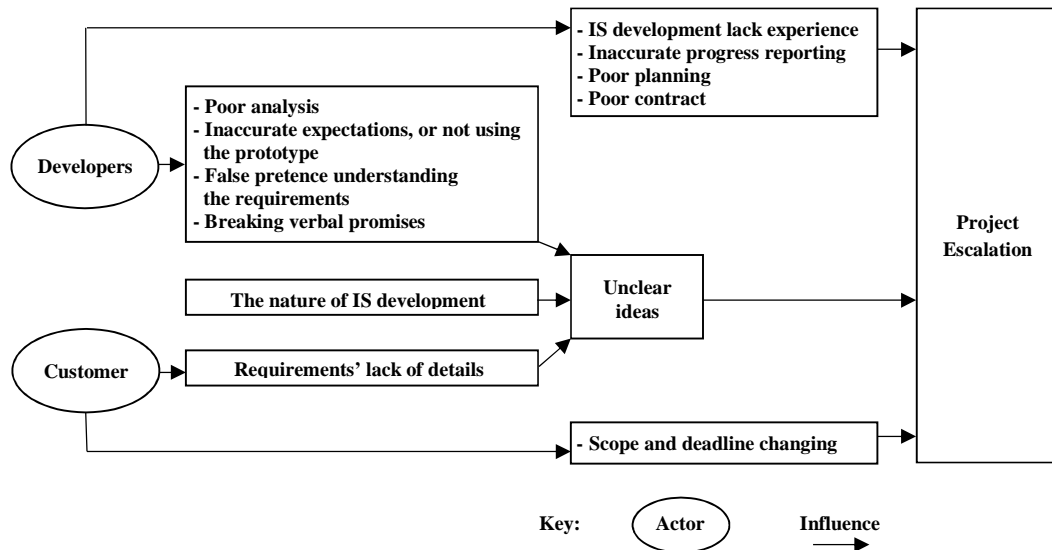 - IS development lack experience
- Inaccurate progress reporting
- Poor planning
- Poor contract
- Poor analysis
- Inaccurate expectations, or not using
the prototype
- False pretence understanding
the requirements
- Breaking verbal promises
Developers
Project
Escalation
The nature of IS development
Unclear
ideas
Customer
Requirements’ lack of details
- Scope and deadline changing
Key:
Actor
Influence